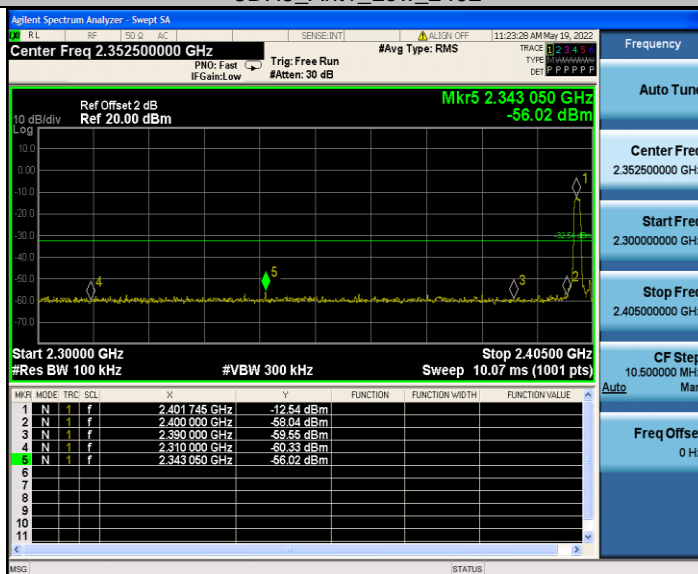 Agilent Spectrum Analyzer - Swept SA
RL RF 50 Ω AC SENSE:INT ALIGN OFF 11:23:28 AM May 19, 2022
Center Freq 2.352500000 GHz #Avg Type: RMS TRACE 1 2 3 4 5 6
PNO: Fast Trig: Free Run TYPE M
IFGain:Low #Atten: 30 dB DET P P P P P P
Ref Offset 2 dB Mkr5 2.343 050 GHz
10 dB/div Ref 20.00 dBm -56.02 dBm
Log
10.0
0.00
-10.0
-20.0
-30.0
-40.0
-50.0
-60.0
-70.0
1
2
3
4
5
Start 2.30000 GHz Stop 2.40500 GHz
#Res BW 100 kHz #VBW 300 kHz Sweep 10.07 ms (1001 pts)
MKR MODE TRC SCL X Y FUNCTION FUNCTION WIDTH FUNCTION VALUE
1 N 1 f 2.401 745 GHz -12.54 dBm
2 N 1 f 2.400 000 GHz -58.04 dBm
3 N 1 f 2.390 000 GHz -59.55 dBm
4 N 1 f 2.310 000 GHz -60.33 dBm
5 N 1 f 2.343 050 GHz -56.02 dBm
6
7
8
9
10
11
MSG STATUS
Frequency
Auto Tune
Center Freq
2.352500000 GHz
Start Freq
2.300000000 GHz
Stop Freq
2.405000000 GHz
CF Step
10.500000 MHz
Auto Man
Freq Offset
0 Hz